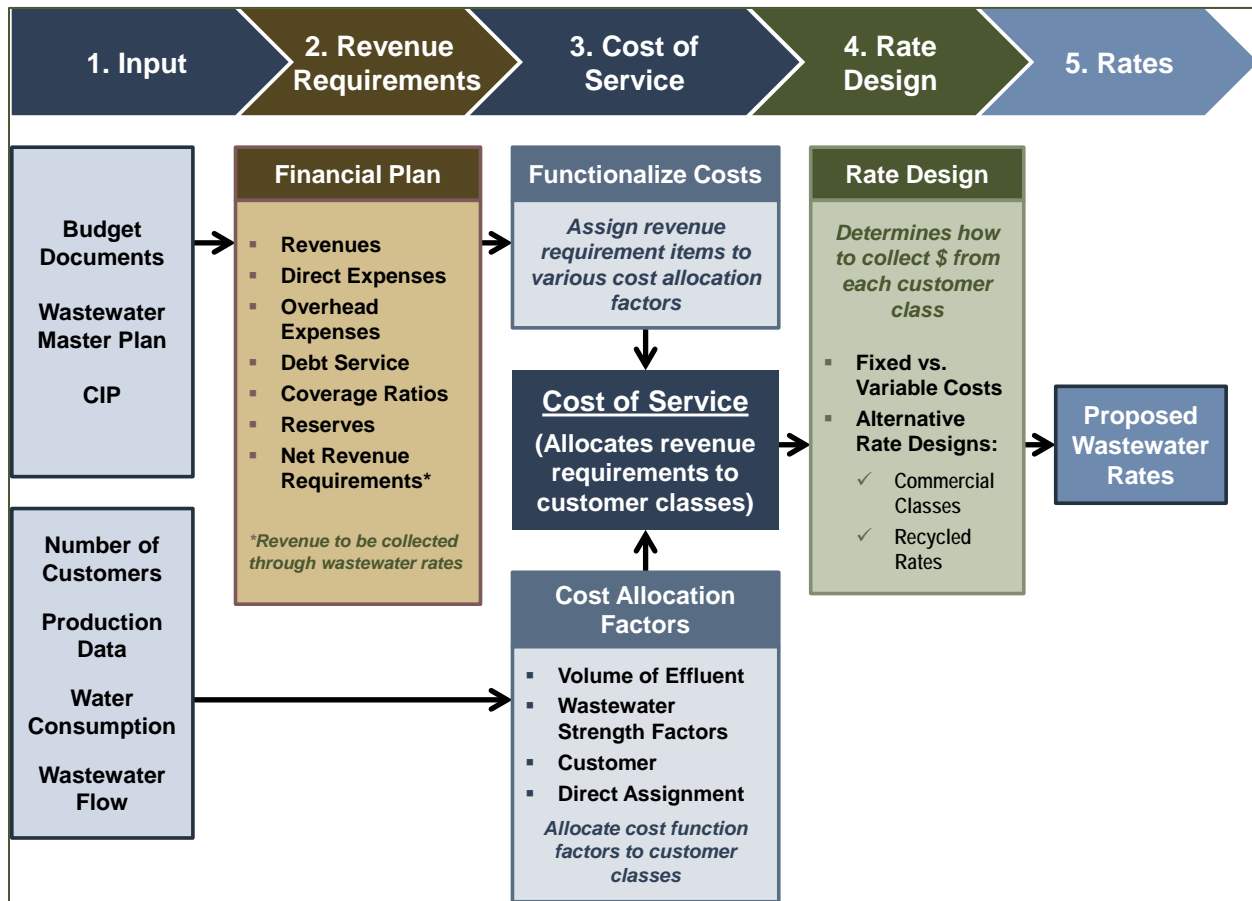 1. Input
2. Revenue
Requirements
3. Cost of
Service
4. Rate
Design
5. Rates
Budget
Documents
Wastewater
Master Plan
CIP
Number of
Customers
Production
Data
Water
Consumption
Wastewater
Flow
Financial Plan
▪ Revenues
▪ Direct Expenses
▪ Overhead
Expenses
▪ Debt Service
▪ Coverage Ratios
▪ Reserves
▪ Net Revenue
Requirements*
*Revenue to be collected
through wastewater rates
Functionalize Costs
Assign revenue
requirement items to
various cost allocation
factors
Cost of Service
(Allocates revenue
requirements to
customer classes)
Cost Allocation
Factors
▪ Volume of Effluent
▪ Wastewater
Strength Factors
▪ Customer
▪ Direct Assignment
Allocate cost function
factors to customer
classes
Rate Design
Determines how
to collect $ from
each customer
class
▪ Fixed vs.
Variable Costs
▪ Alternative
Rate Designs:
✓ Commercial
Classes
✓ Recycled
Rates
Proposed
Wastewater
Rates